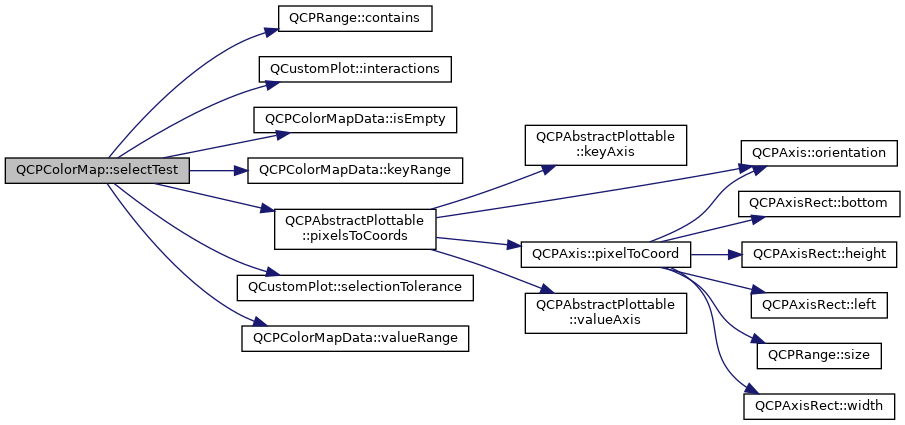 QCPColorMap::selectTest
QCPRange::contains
QCustomPlot::interactions
QCPColorMapData::isEmpty
QCPColorMapData::keyRange
QCPAbstractPlottable
::pixelsToCoords
QCustomPlot::selectionTolerance
QCPColorMapData::valueRange
QCPAbstractPlottable
::keyAxis
QCPAxis::pixelToCoord
QCPAbstractPlottable
::valueAxis
QCPAxis::orientation
QCPAxisRect::bottom
QCPAxisRect::height
QCPAxisRect::left
QCPRange::size
QCPAxisRect::width